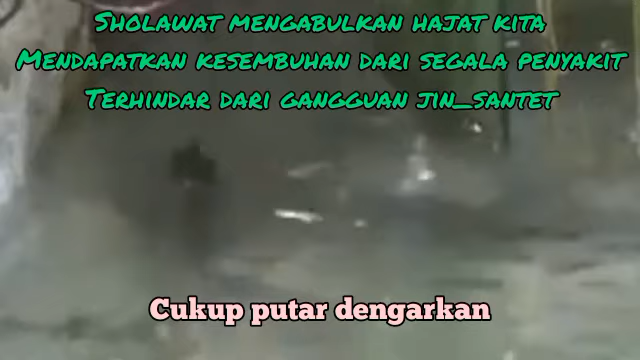 Sholawat mengabulkan hajat kita
Mendapatkan kesembuhan dari segala penyakit
Terhindar dari gangguan jin_santet
Cukup putar dengarkan